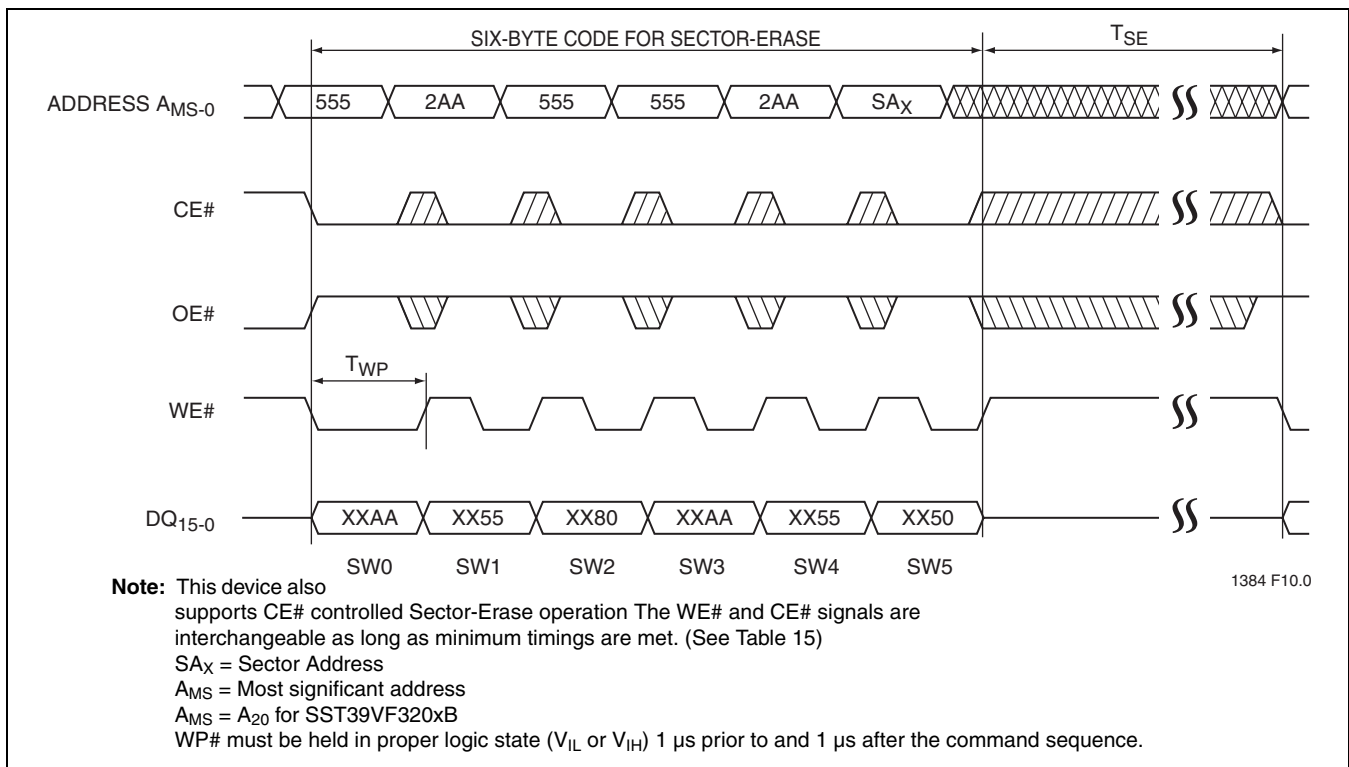 SIX-BYTE CODE FOR SECTOR-ERASE TSE
ADDRESS AMS-0 555 2AA 555 555 2AA SAX
CE#
OE#
TWP
WE#
DQ15-0 XXAA XX55 XX80 XXAA XX55 XX50
SW0 SW1 SW2 SW3 SW4 SW5
1384 F10.0
Note: This device also
supports CE# controlled Sector-Erase operation The WE# and CE# signals are
interchangeable as long as minimum timings are met. (See Table 15)
SAX = Sector Address
AMS = Most significant address
AMS = A20 for SST39VF320xB
WP# must be held in proper logic state (VIL or VIH) 1 µs prior to and 1 µs after the command sequence.